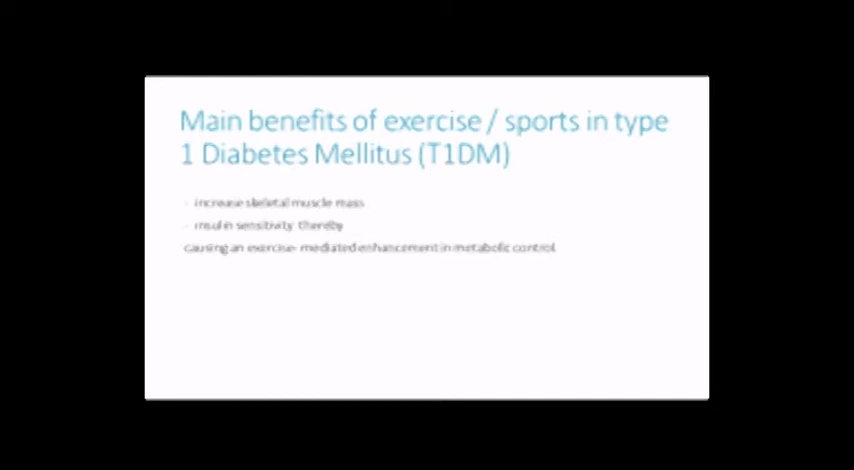 Main benefits of exercise / sports in type
1 Diabetes Mellitus (T1DM)
- increase skeletal muscle mass
- insulin sensitivity thereby
causing an exercise- mediated enhancement in metabolic control